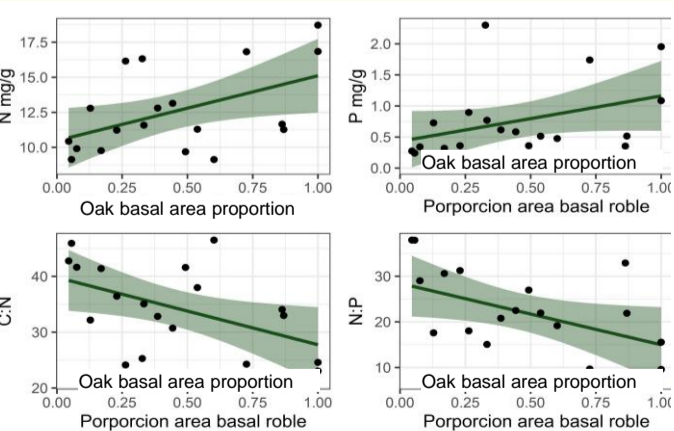 N mg/g
17.5
15.0
12.5
10.0
0.00 0.25 0.50 0.75 1.00
Oak basal area proportion
P mg/g
2.0
1.5
1.0
0.5
0.0
Oak basal area proportion
0.00 0.25 0.50 0.75 1.00
Porporcion area basal roble
C:N
40
30
20
Oak basal area proportion
0.00 0.25 0.50 0.75 1.00
Porporcion area basal roble
N:P
30
20
10
Oak basal area proportion
0.00 0.25 0.50 0.75 1.00
Porporcion area basal roble